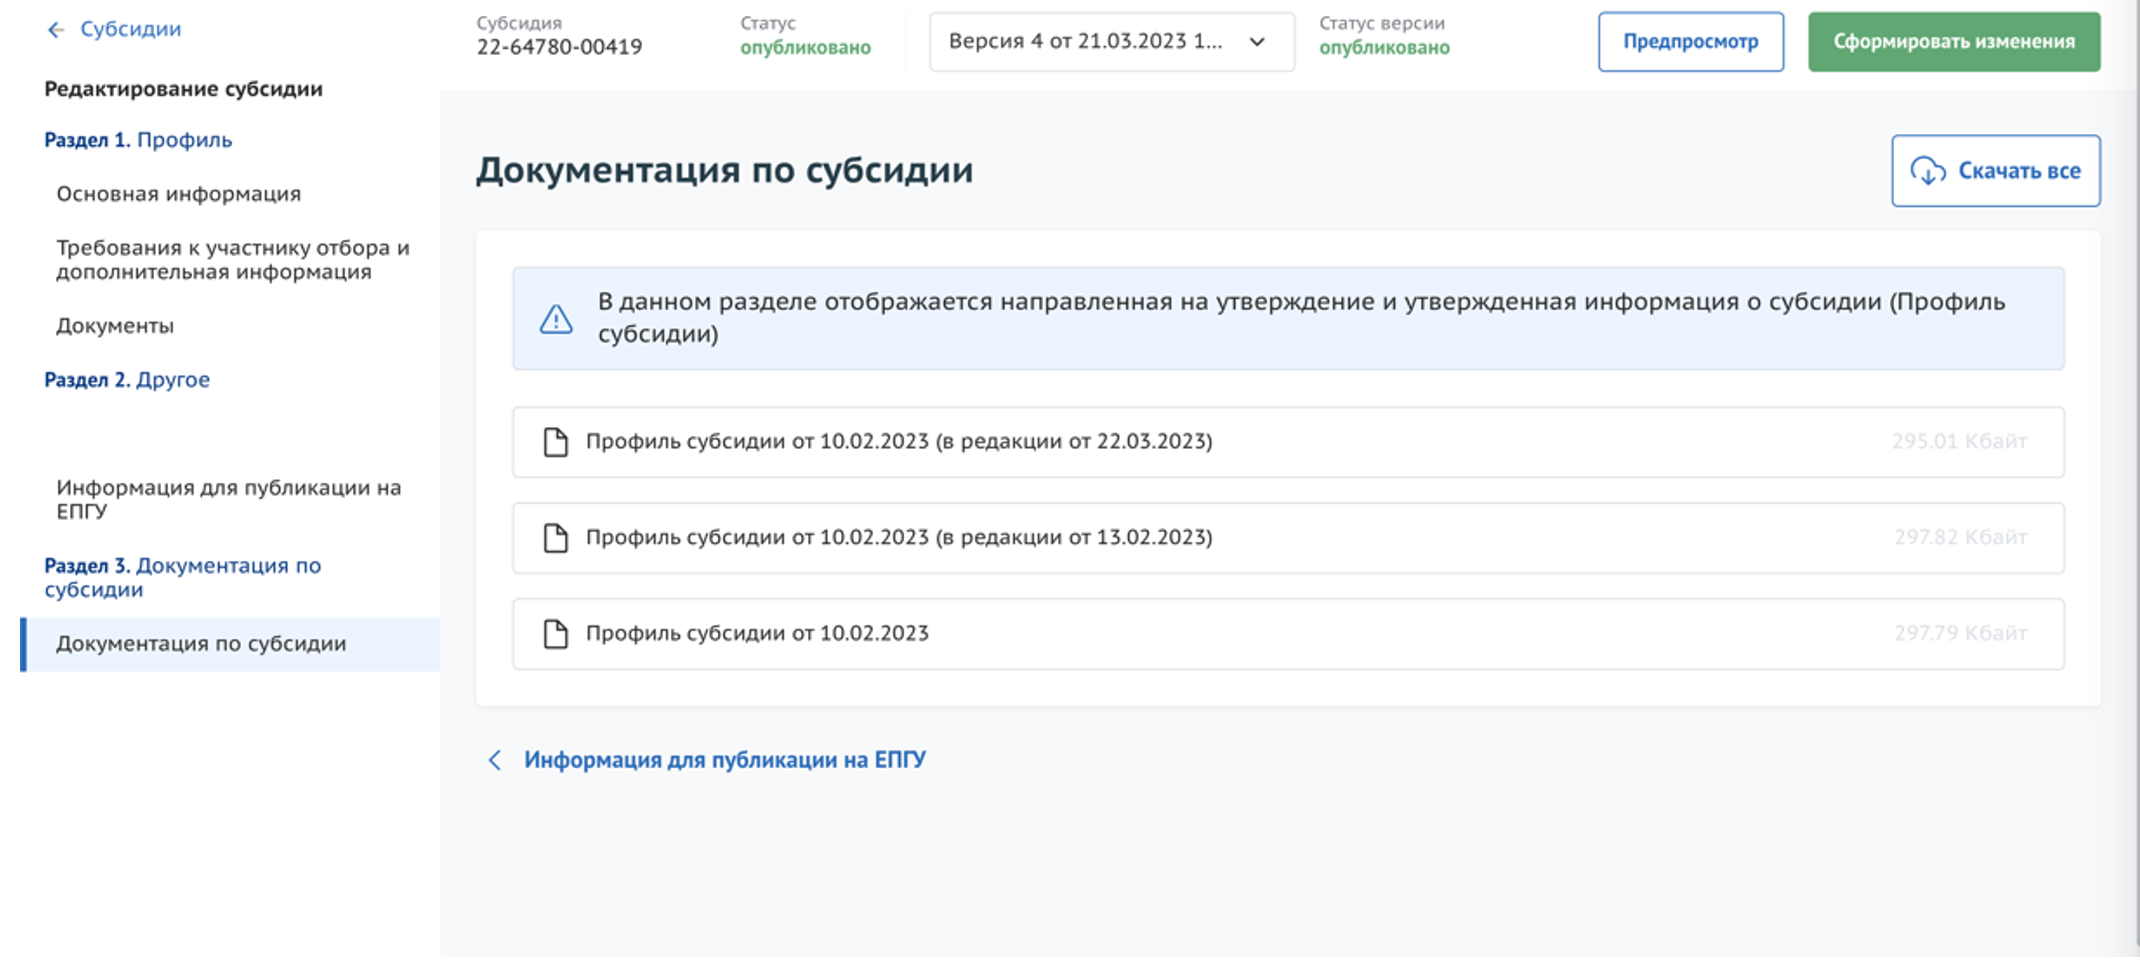 Субсидии
Редактирование субсидии
Раздел 1. Профиль
Основная информация
Требования к участнику отбора и
дополнительная информация
Документы
Раздел 2. Другое
Информация для публикации на
ЕПГУ
Раздел 3. Документация по
субсидии
Документация по субсидии
Субсидия
22-64780-00419
Статус
опубликовано
Версия 4 от 21.03.2023 1...
Статус версии
опубликовано
Предпросмотр
Сформировать изменения
Документация по субсидии
Скачать все
В данном разделе отображается направленная на утверждение и утвержденная информация о субсидии (Профиль
субсидии)
Профиль субсидии от 10.02.2023 (в редакции от 22.03.2023)
295.01 Кбайт
Профиль субсидии от 10.02.2023 (в редакции от 13.02.2023)
297.82 Кбайт
Профиль субсидии от 10.02.2023
297.79 Кбайт
Информация для публикации на ЕПГУ